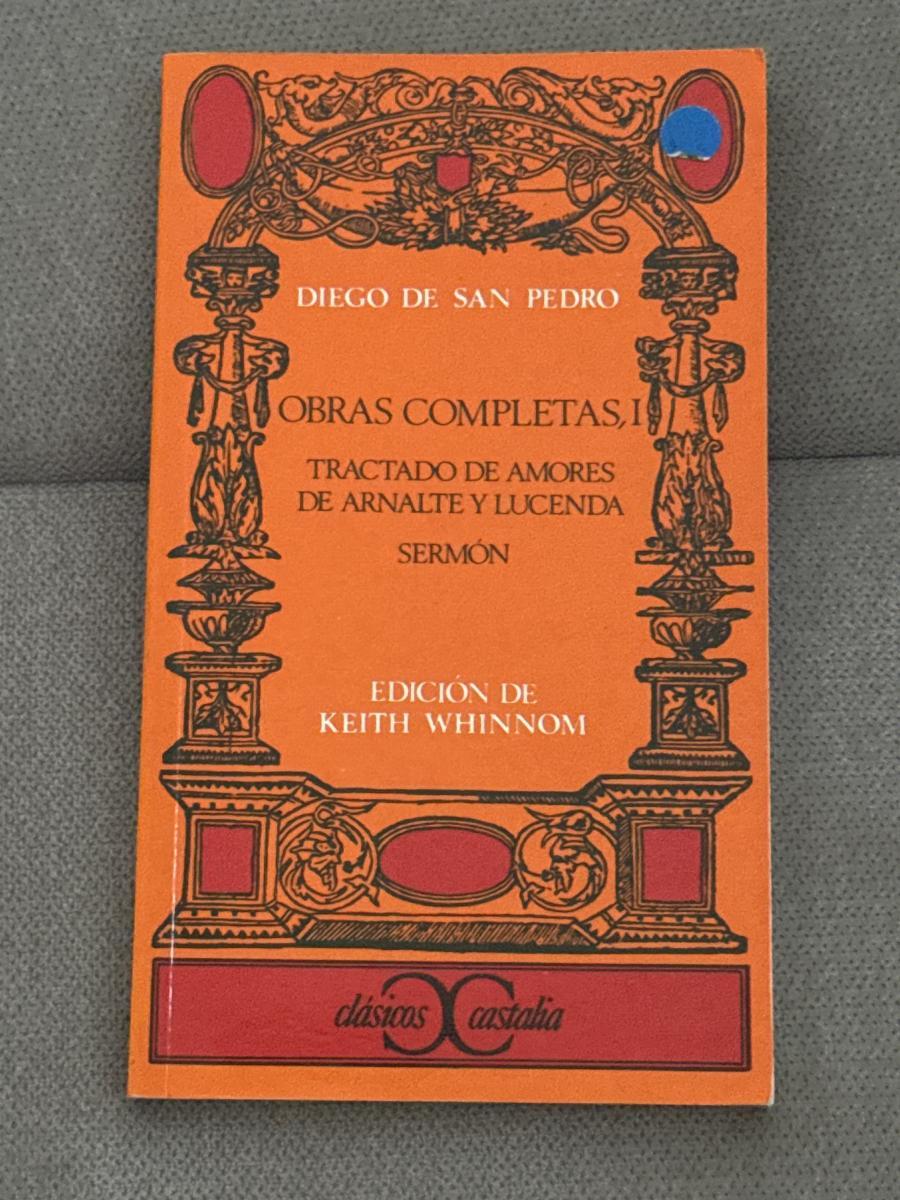 DIEGO DE SAN PEDRO
OBRAS COMPLETAS, I
TRACTADO DE AMORES
DE ARNALTE Y LUCENDA
SERMÓN
EDICIÓN DE
KEITH WHINNOM
clásicos CC castalia